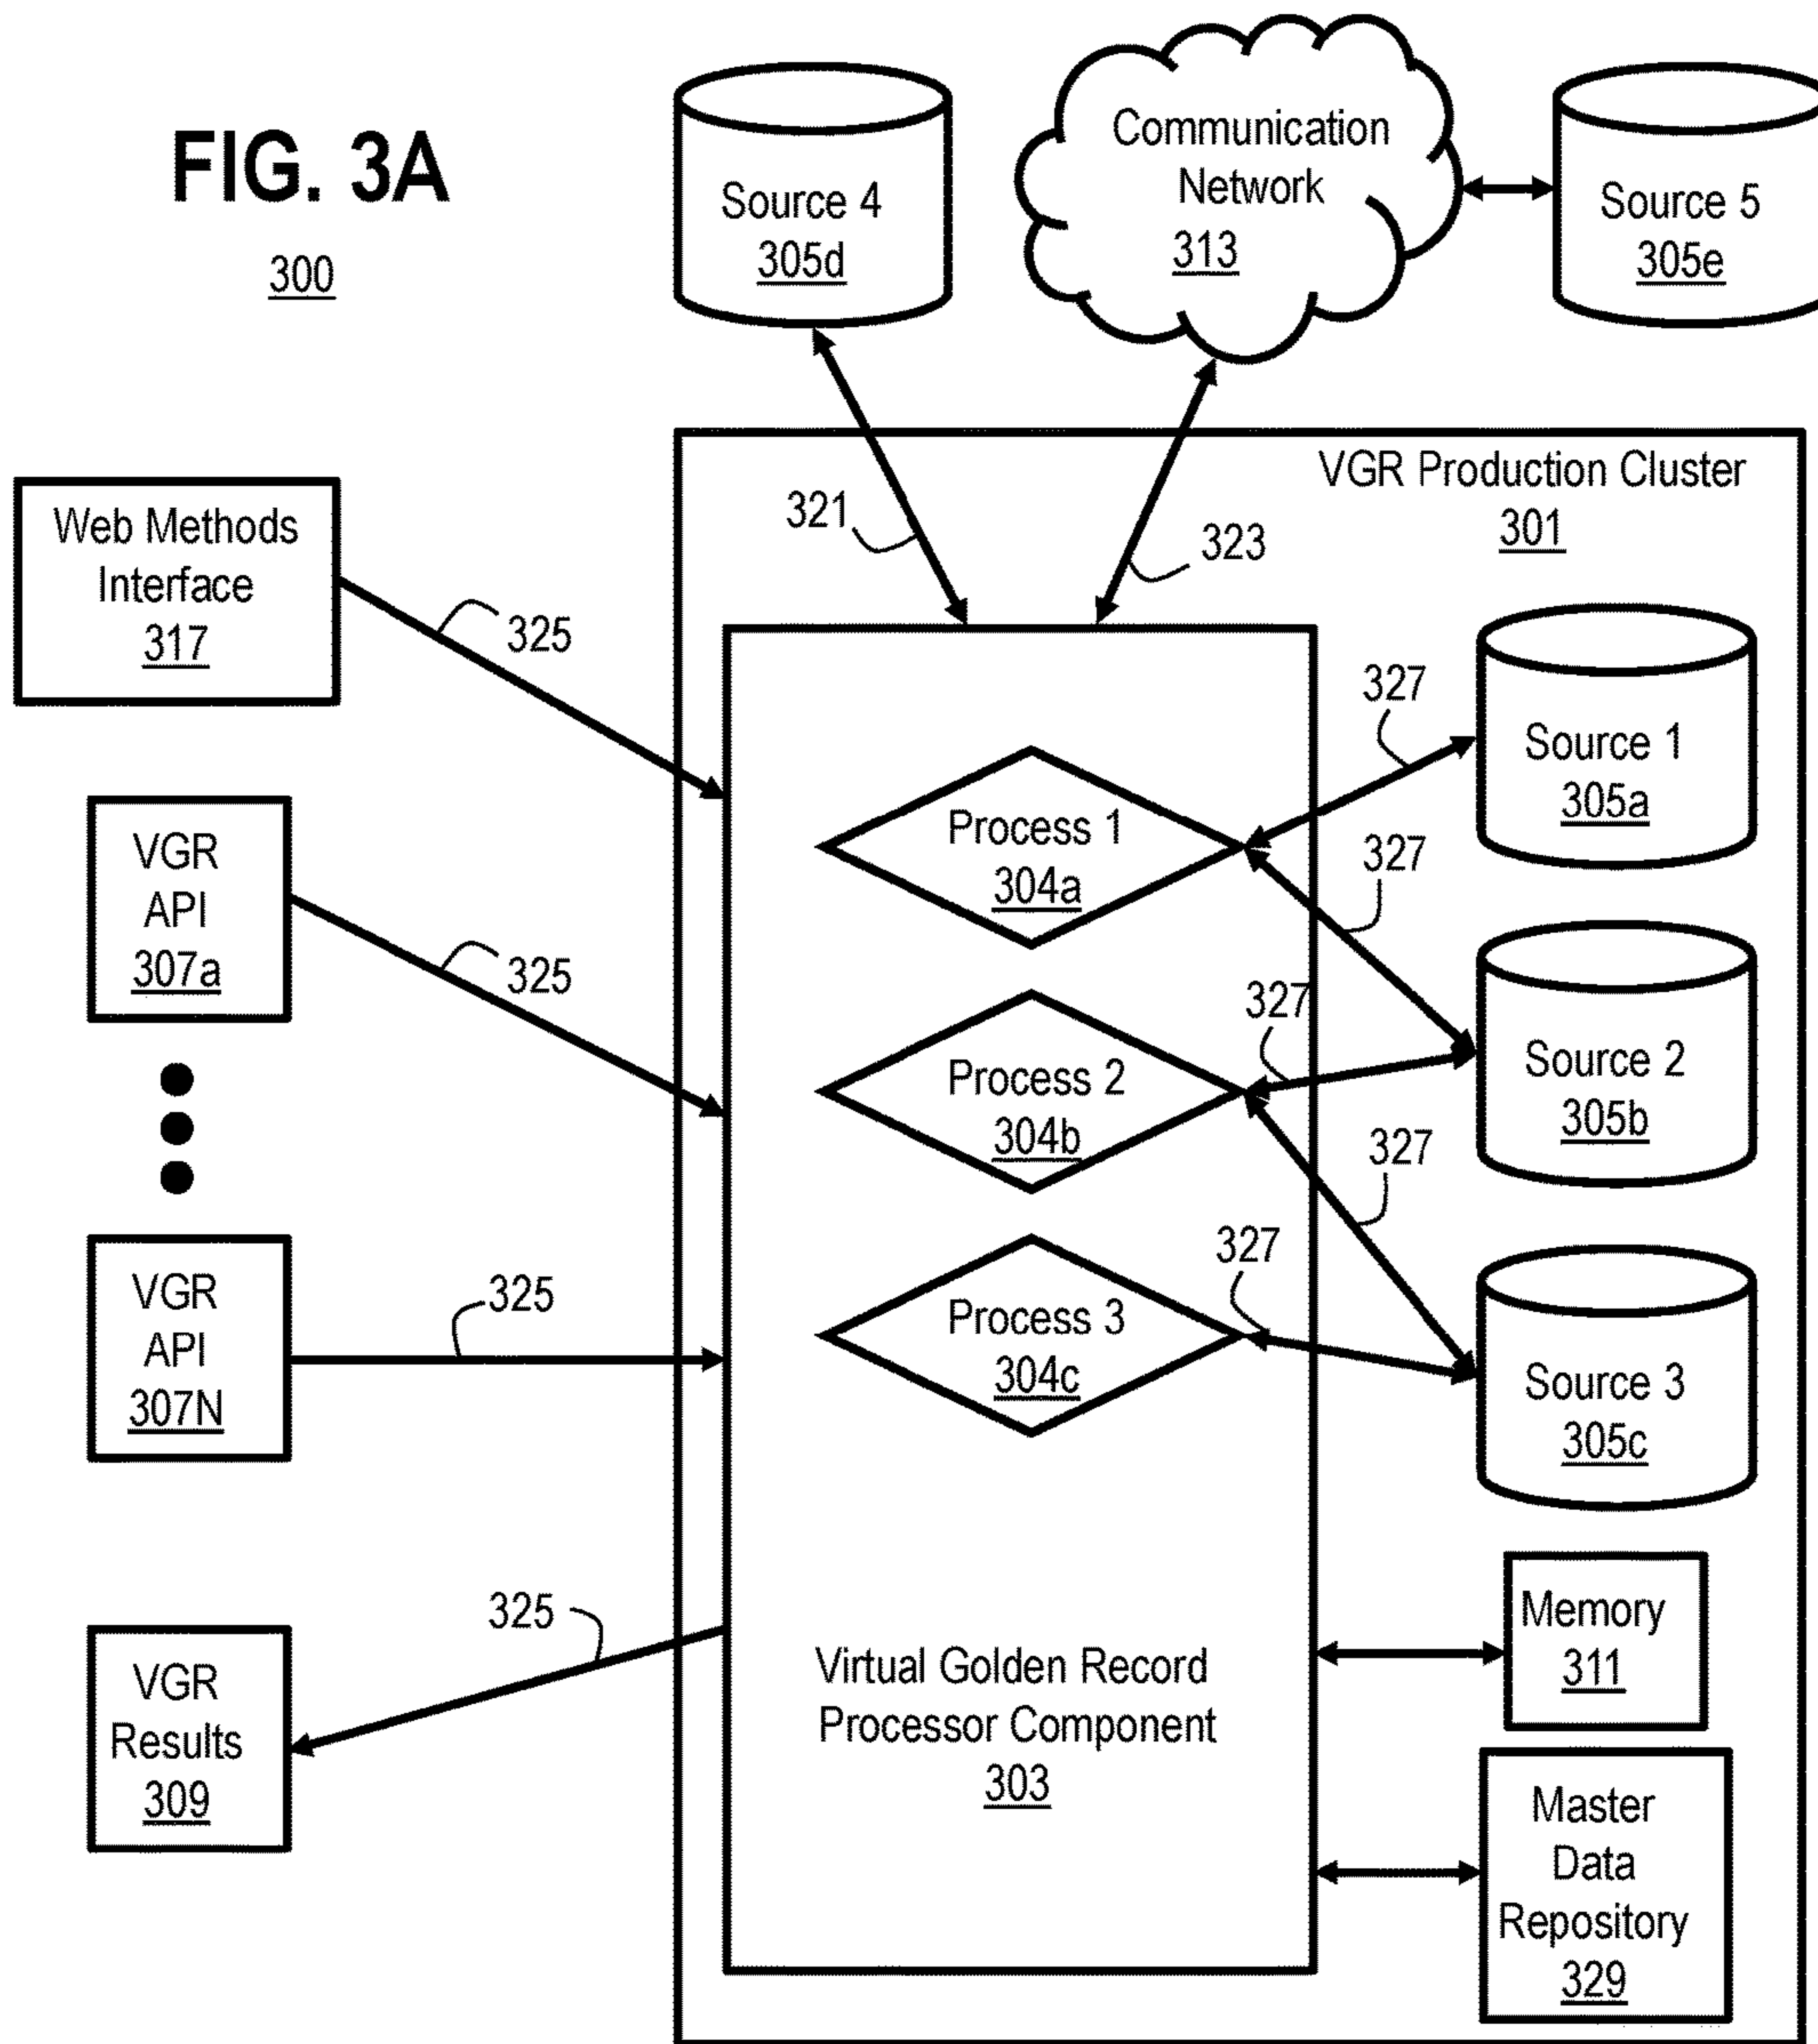 FIG. 3A
300
Source 4
305d
Communication
Network
313
Source 5
305e
VGR Production Cluster
301
321
323
Web Methods
Interface
317
325
VGR
API
307a
325
VGR
API
307N
325
VGR
Results
309
325
Process 1
304a
Process 2
304b
Process 3
304c
Virtual Golden Record
Processor Component
303
327
327
327
327
327
Source 1
305a
Source 2
305b
Source 3
305c
Memory
311
Master
Data
Repository
329